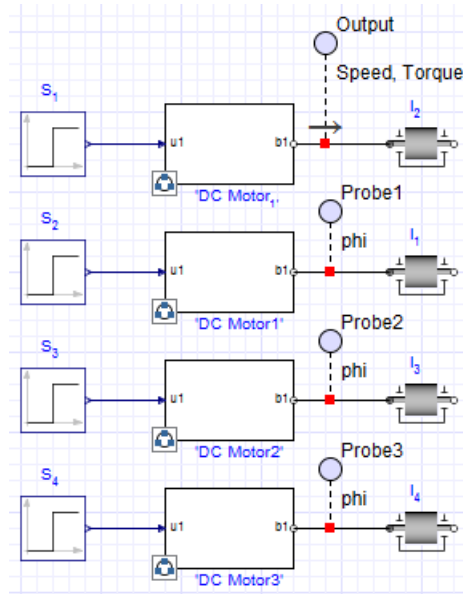 Output
Speed, Torque
S₁
I₂
u1
b1
'DC Motor₁'
Probe1
S₂
I₁
phi
u1
b1
'DC Motor1'
Probe2
S₃
I₃
phi
u1
b1
'DC Motor2'
Probe3
S₄
I₄
phi
u1
b1
'DC Motor3'